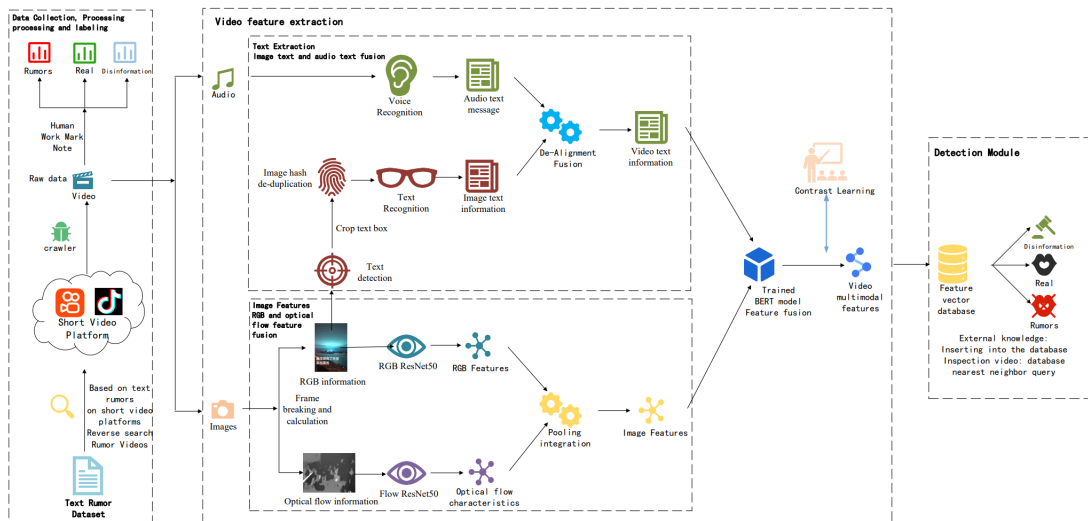 Data Collection, Processing
processing and labeling
Rumors
Real
Disinformation
Human
Work Mark
Note
Raw data
Video
crawler
Short Video
Platform
Based on text
rumors
on short video
platforms
Reverse search
Rumor Videos
Text Rumor
Dataset
Video feature extraction
Audio
Images
Text Extraction
Image text and audio text fusion
Voice
Recognition
Audio text
message
De-Alignment
Fusion
Video text
information
Image hash
de-duplication
Text
Recognition
Image text
information
Crop text box
Text
detection
Image Features
RGB and optical
flow feature
fusion
RGB information
RGB ResNet50
RGB Features
Frame
breaking and
calculation
Pooling
integration
Image Features
Optical flow information
Flow ResNet50
Optical flow
characteristics
Contrast Learning
Trained
BERT model
Feature fusion
Video
multimodal
features
Detection Module
Feature
vector
database
Disinformation
Real
Rumors
External knowledge:
Inserting into the database
Inspection video: database
nearest neighbor query